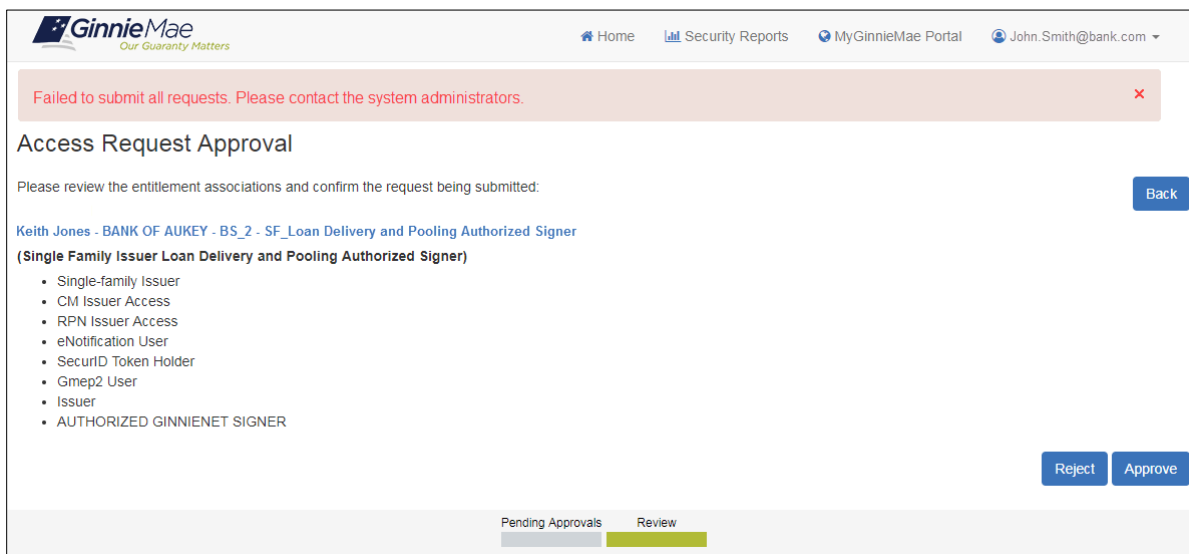 GinnieMae
Our Guaranty Matters
Home Security Reports MyGinnieMae Portal John.Smith@bank.com
Failed to submit all requests. Please contact the system administrators. ×
Access Request Approval
Please review the entitlement associations and confirm the request being submitted:
Back
Keith Jones - BANK OF AUKEY - BS_2 - SF_Loan Delivery and Pooling Authorized Signer
(Single Family Issuer Loan Delivery and Pooling Authorized Signer)
• Single-family Issuer
• CM Issuer Access
• RPN Issuer Access
• eNotification User
• SecurID Token Holder
• Gmep2 User
• Issuer
• AUTHORIZED GINNIENET SIGNER
Reject Approve
Pending Approvals Review